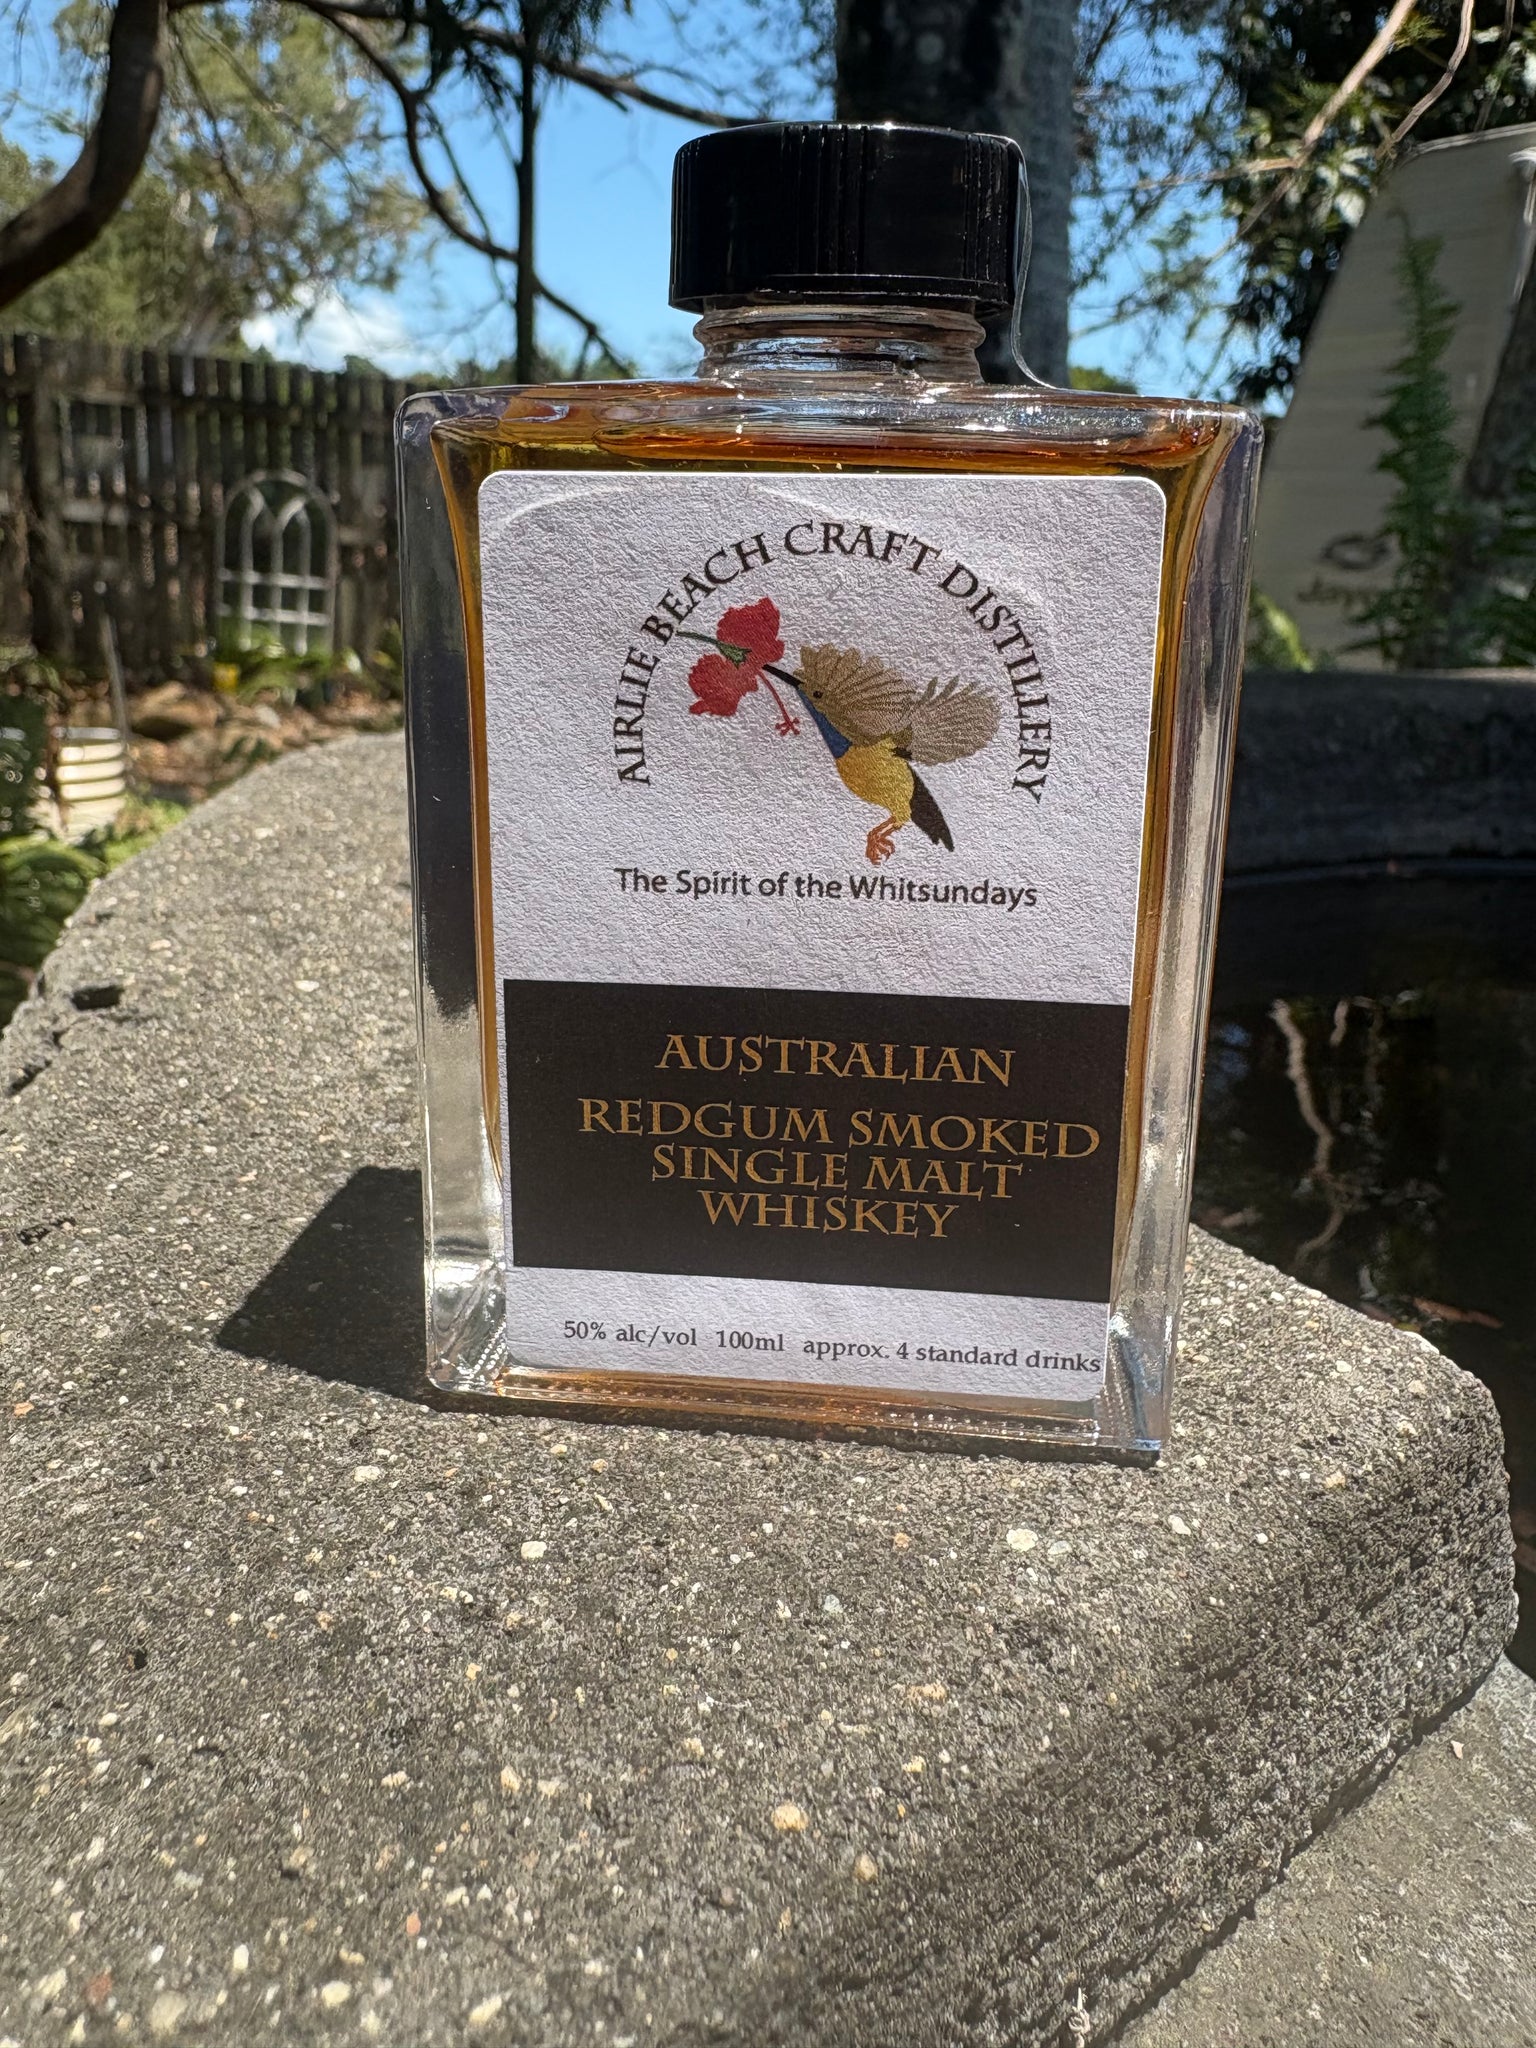 AIRLIE BEACH CRAFT DISTILLERY
The Spirit of the Whitsundays
AUSTRALIAN
REDGUM SMOKED
SINGLE MALT
WHISKEY
50% alc/vol 100ml approx. 4 standard drinks